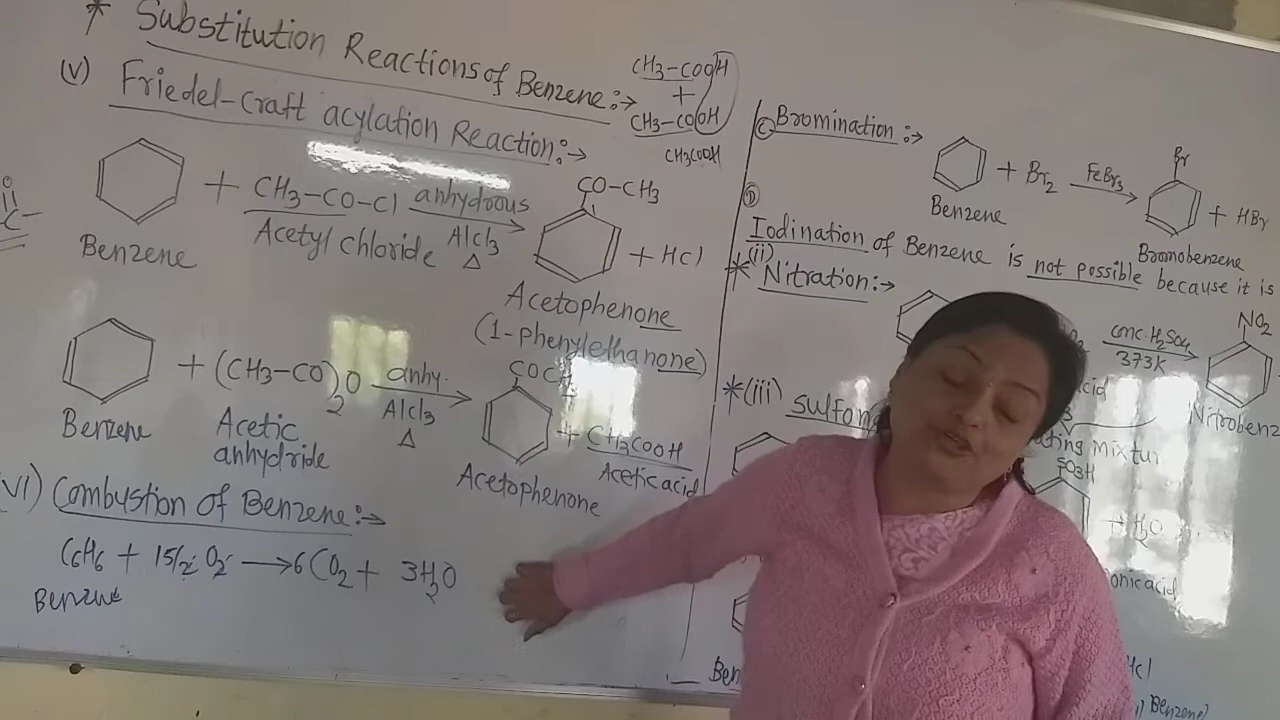 * Substitution Reactions of Benzene:→
CH3-COOH
+
CH3-COOH
CH3COOH
(V) Friedel-Craft acylation Reaction:→
+ CH3-CO-Cl anhydrous AlCl3 Δ CO-CH3 + HCl
Benzene Acetyl chloride
Acetophenone
(1-phenylethanone)
+ (CH3-CO)2O anhy. AlCl3 Δ + CH3COOH
Benzene Acetic anhydride Acetophenone Acetic acid
(VI) Combustion of Benzene:→
C6H6 + 15/2 O2 → 6CO2 + 3H2O
Benzene
O
C-
(C) Bromination:→
+ Br2 FeBr3 Br + HBr
Benzene Bromobenzene
(D)
Iodination of Benzene is not possible because it is
*(ii) Nitration:→
conc. H2SO4 373K NO2
*(iii)
SO3H
+ H2O